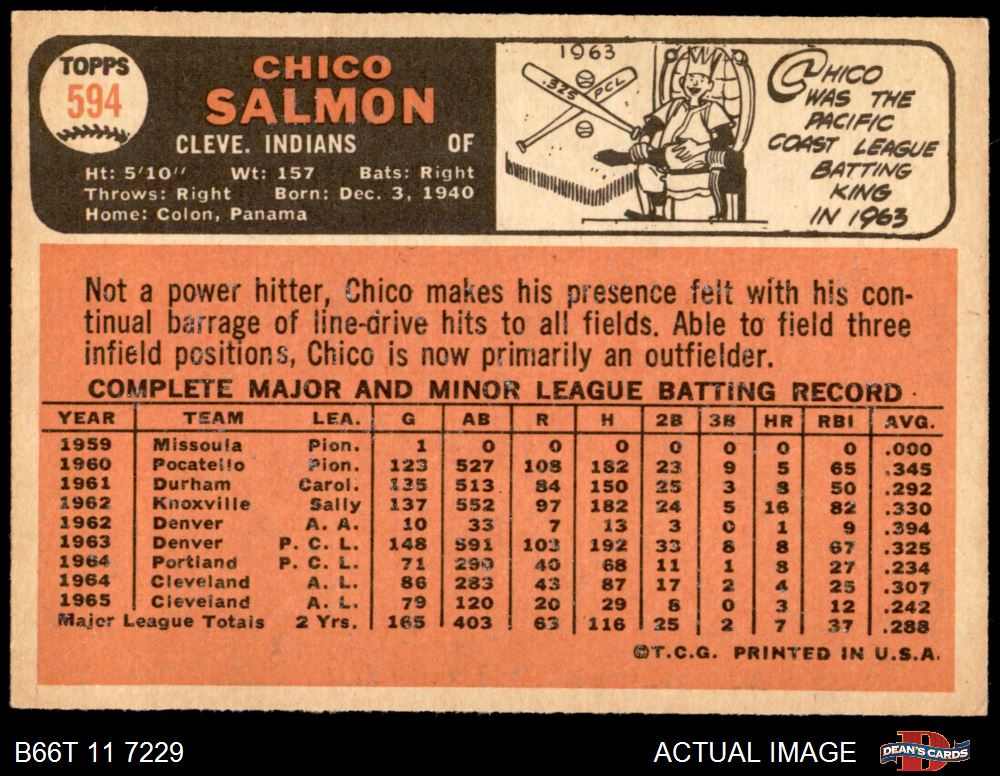 TOPPS
594
CHICO
SALMON
CLEVE. INDIANS OF
Ht: 5'10" Wt: 157 Bats: Right
Throws: Right Born: Dec. 3, 1940
Home: Colon, Panama
1963
.325 PCL
CHICO
WAS THE
PACIFIC
COAST LEAGUE
BATTING
KING
IN 1963
Not a power hitter, Chico makes his presence felt with his con-
tinual barrage of line-drive hits to all fields. Able to field three
infield positions, Chico is now primarily an outfielder.
COMPLETE MAJOR AND MINOR LEAGUE BATTING RECORD
YEAR TEAM LEA. G AB R H 2B 3B HR RBI AVG.
1959 Missoula Pion. 1 0 0 0 0 0 0 0 .000
1960 Pocatello Pion. 123 527 108 182 23 9 5 65 .345
1961 Durham Carol. 135 513 84 150 25 3 8 50 .292
1962 Knoxville Sally 137 552 97 182 24 5 16 82 .330
1962 Denver A. A. 10 33 7 13 3 0 1 9 .394
1963 Denver P. C. L. 148 591 103 192 33 8 8 67 .325
1964 Portland P. C. L. 71 290 40 68 11 1 8 27 .234
1964 Cleveland A. L. 86 283 43 87 17 2 4 25 .307
1965 Cleveland A. L. 79 120 20 29 8 0 3 12 .242
Major League Totals 2 Yrs. 165 403 63 116 25 2 7 37 .288
©T.C.G. PRINTED IN U.S.A.
B66T 11 7229 ACTUAL IMAGE DEAN'S CARDS